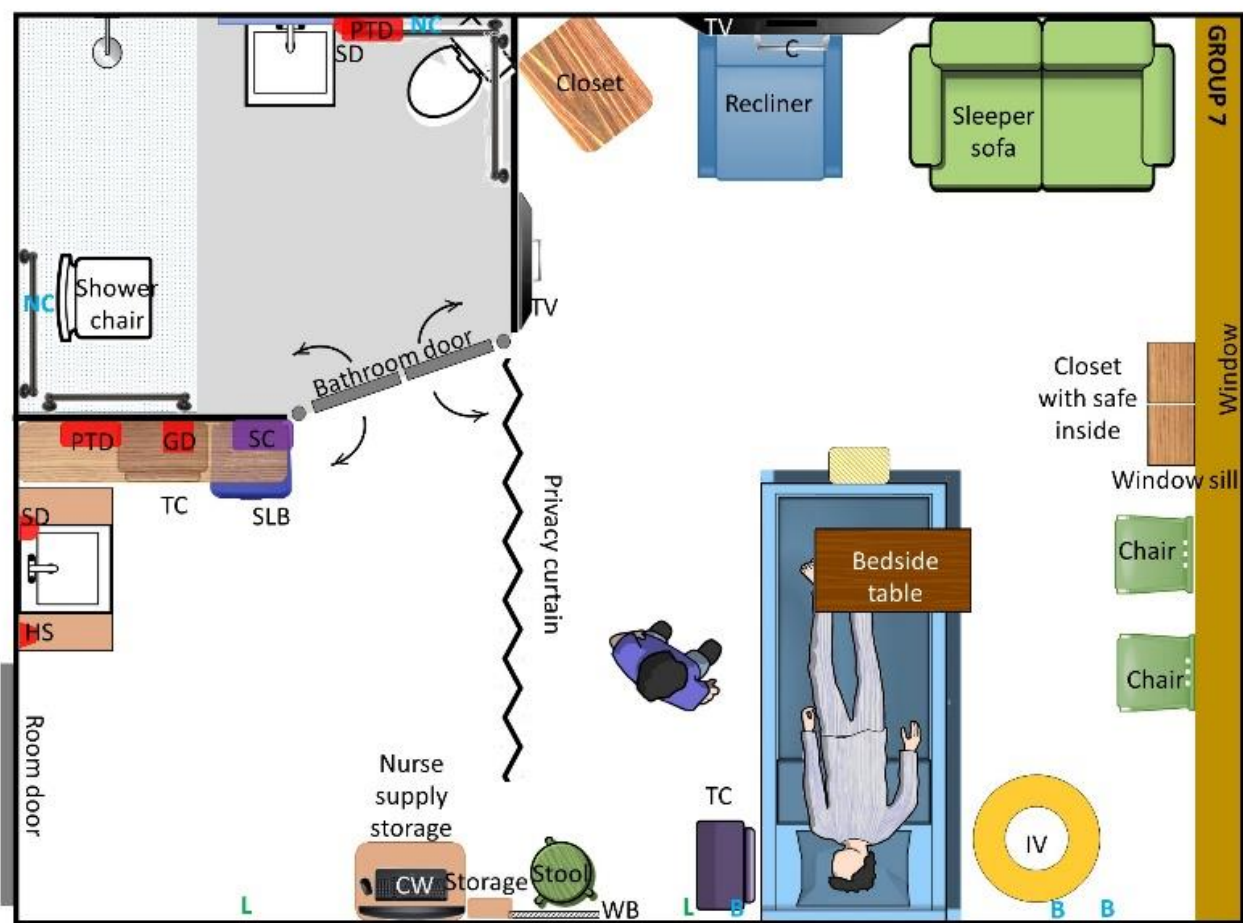 PTD
NC
SD
TV
C
GROUP 7
Closet
Recliner
Sleeper
sofa
Shower
chair
NC
TV
Bathroom door
Window
Closet
with safe
inside
Window sill
PTD
GD
SC
TC
SLB
Privacy curtain
SD
HS
Bedside
table
Chair
Chair
Room door
Nurse
supply
storage
CW
Storage
Stool
WB
TC
IV
L
L
B
B
B